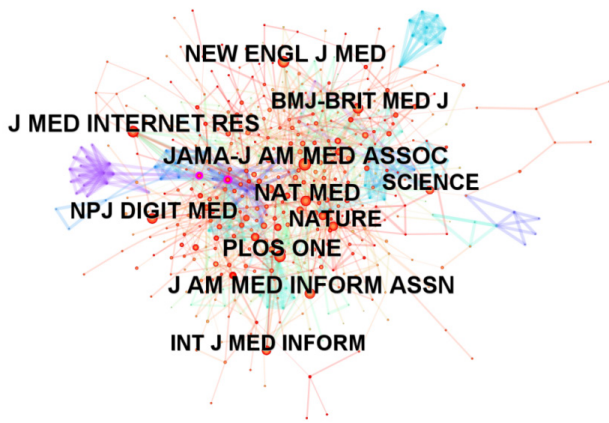 NEW ENGL J MED
BMJ-BRIT MED J
J MED INTERNET RES
JAMA-J AM MED ASSOC
SCIENCE
NAT MED
NPJ DIGIT MED
NATURE
PLOS ONE
J AM MED INFORM ASSN
INT J MED INFORM